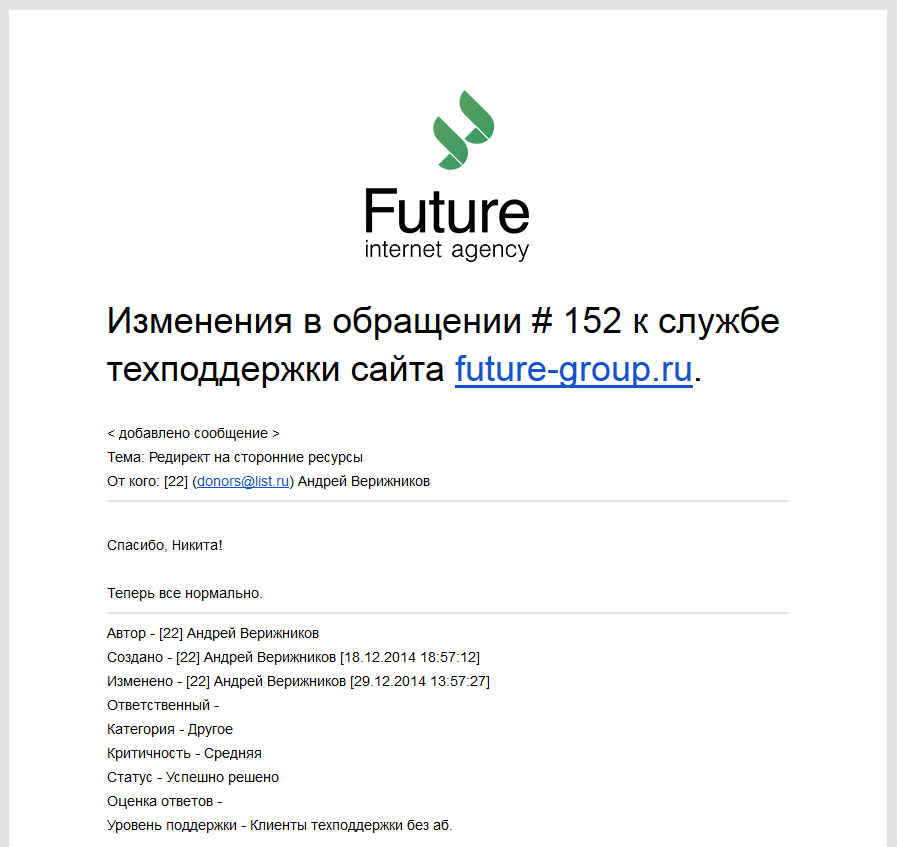 Future
internet agency
Изменения в обращении # 152 к службе
техподдержки сайта future-group.ru.
< добавлено сообщение >
Тема: Редирект на сторонние ресурсы
От кого: [22] (donors@list.ru) Андрей Верижников
Спасибо, Никита!
Теперь все нормально.
Автор - [22] Андрей Верижников
Создано - [22] Андрей Верижников [18.12.2014 18:57:12]
Изменено - [22] Андрей Верижников [29.12.2014 13:57:27]
Ответственный -
Категория - Другое
Критичность - Средняя
Статус - Успешно решено
Оценка ответов -
Уровень поддержки - Клиенты техподдержки без аб.